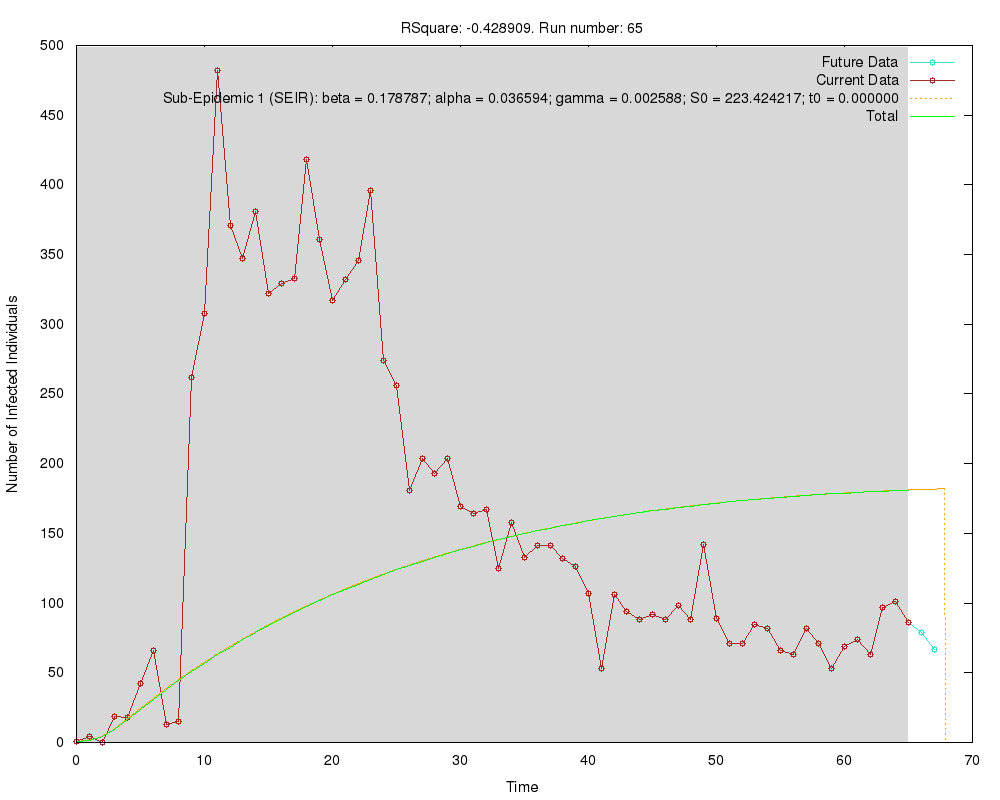 RSquare: -0.428909. Run number: 65
Future Data
Current Data
Sub-Epidemic 1 (SEIR): beta = 0.178787; alpha = 0.036594; gamma = 0.002588; S0 = 223.424217; t0 = 0.000000
Total
Number of Infected Individuals
500
450
400
350
300
250
200
150
100
50
0
0 10 20 30 40 50 60 70
Time